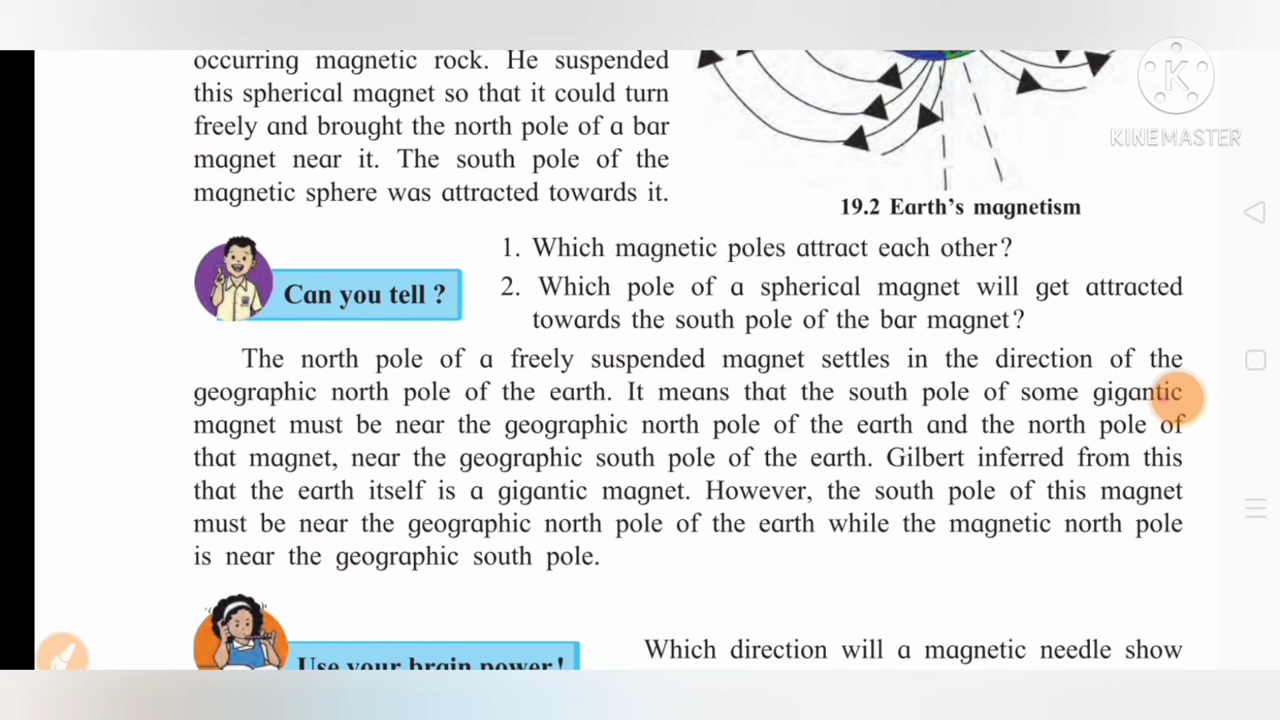 occurring magnetic rock. He suspended
this spherical magnet so that it could turn
freely and brought the north pole of a bar
magnet near it. The south pole of the
magnetic sphere was attracted towards it.
KINEMASTER
19.2 Earth's magnetism
Can you tell ?
1. Which magnetic poles attract each other?
2. Which pole of a spherical magnet will get attracted
towards the south pole of the bar magnet?
The north pole of a freely suspended magnet settles in the direction of the
geographic north pole of the earth. It means that the south pole of some gigantic
magnet must be near the geographic north pole of the earth and the north pole of
that magnet, near the geographic south pole of the earth. Gilbert inferred from this
that the earth itself is a gigantic magnet. However, the south pole of this magnet
must be near the geographic north pole of the earth while the magnetic north pole
is near the geographic south pole.
Use your brain power!
Which direction will a magnetic needle show